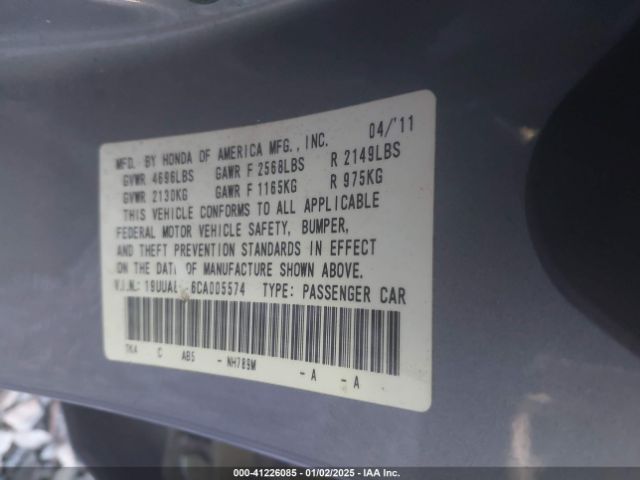 MFD. BY HONDA OF AMERICA MFG., INC. 04/'11
GVWR 4696LBS GAWR F 2568LBS R 2149LBS
GVWR 2130KG GAWR F 1165KG R 975KG
THIS VEHICLE CONFORMS TO ALL APPLICABLE
FEDERAL MOTOR VEHICLE SAFETY, BUMPER,
AND THEFT PREVENTION STANDARDS IN EFFECT
ON THE DATE OF MANUFACTURE SHOWN ABOVE.
V.I.N.: 6CA005574 TYPE: PASSENGER CAR
TK4 C AB5 - NH789M - A - A
000-41226085 - 01/02/2025 - IAA Inc.